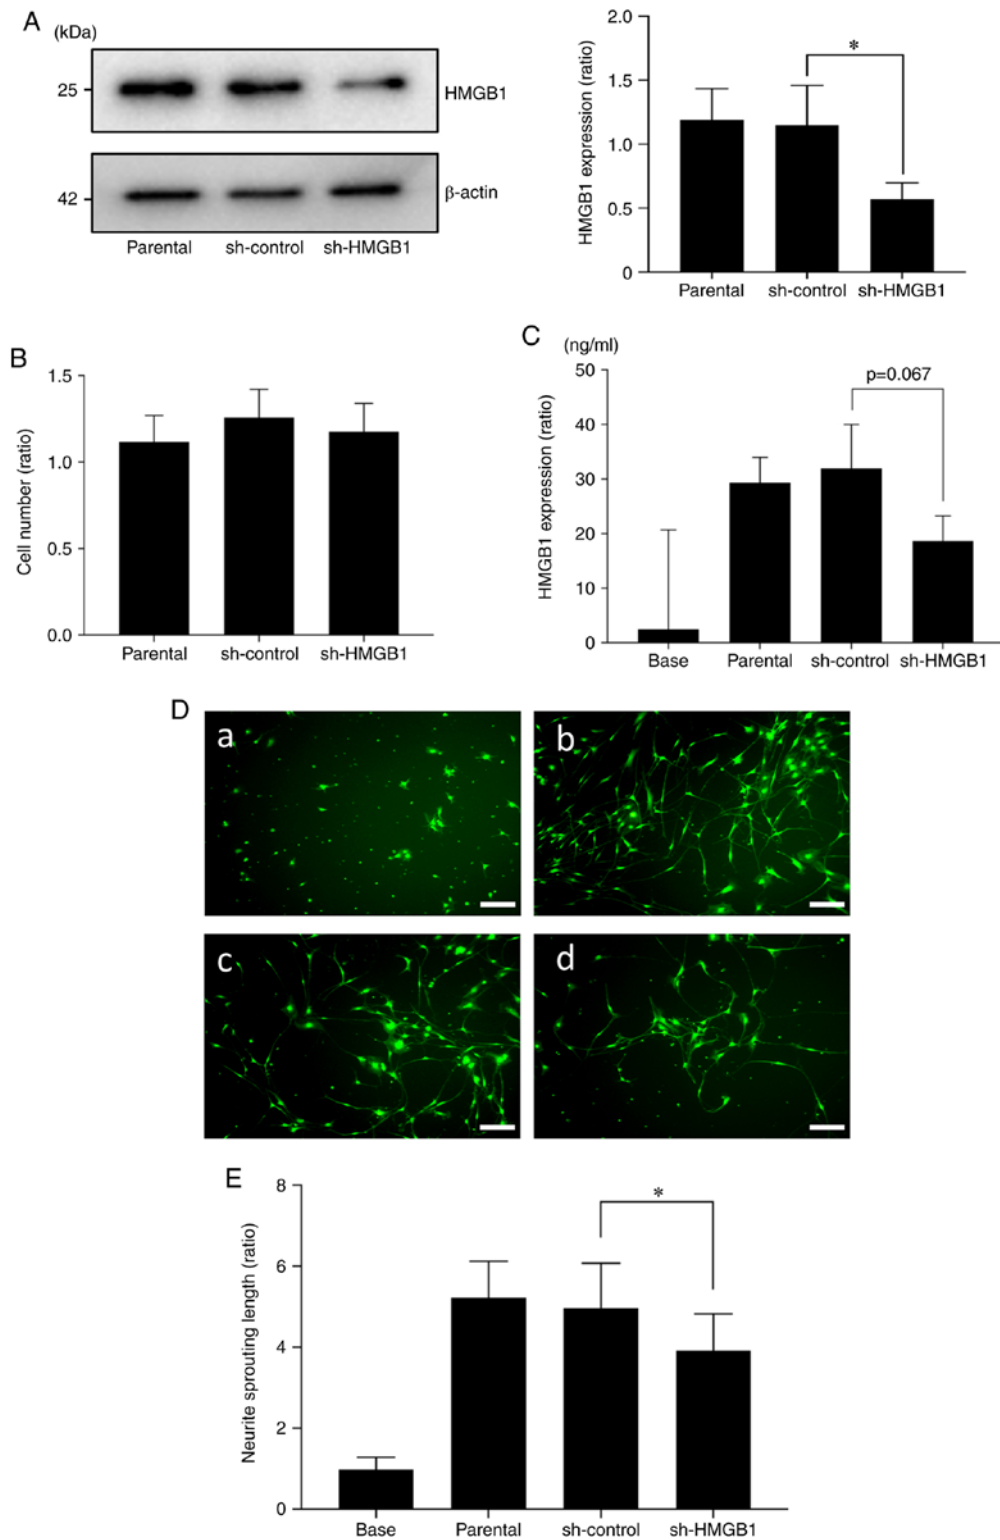 A
(kDa)
25
HMGB1
42
β-actin
Parental sh-control sh-HMGB1
2.0
1.5
1.0
0.5
0
HMGB1 expression (ratio)
*
Parental sh-control sh-HMGB1
B
1.5
1.0
0.5
0.0
Cell number (ratio)
Parental sh-control sh-HMGB1
C
(ng/ml)
50
40
30
20
10
0
HMGB1 expression (ratio)
p=0.067
Base Parental sh-control sh-HMGB1
D
a
b
c
d
E
8
6
4
2
0
Neurite sprouting length (ratio)
*
Base Parental sh-control sh-HMGB1